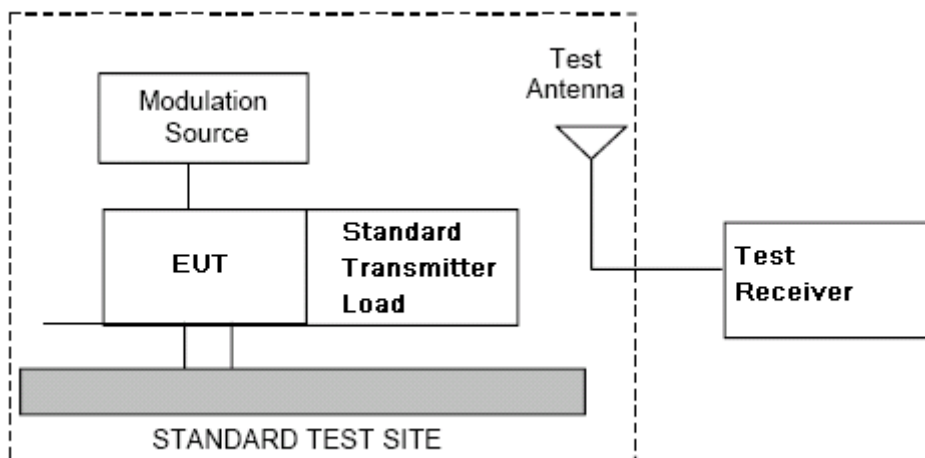 Modulation
Source
Test
Antenna
EUT
Standard
Transmitter
Load
Test
Receiver
STANDARD TEST SITE